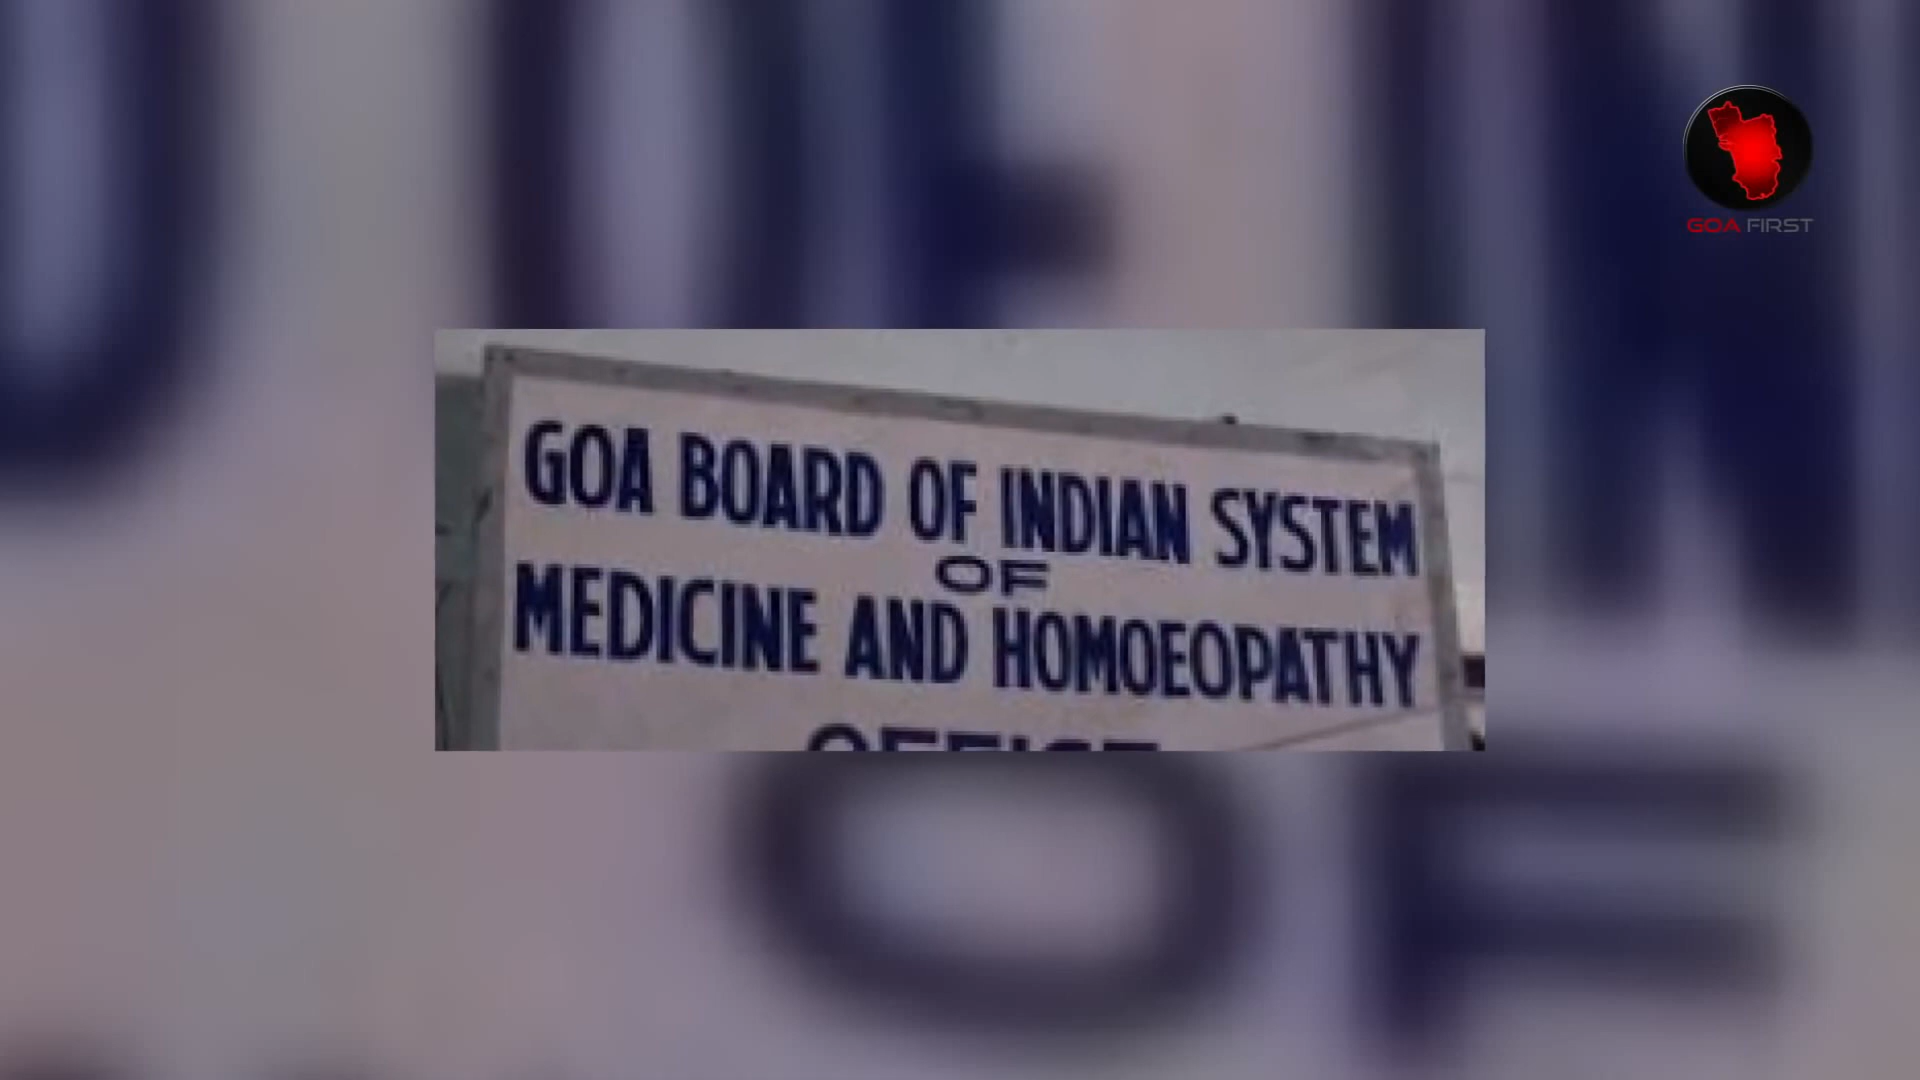 GOA FIRST
GOA BOARD OF INDIAN SYSTEM
OF
MEDICINE AND HOMOEOPATHY